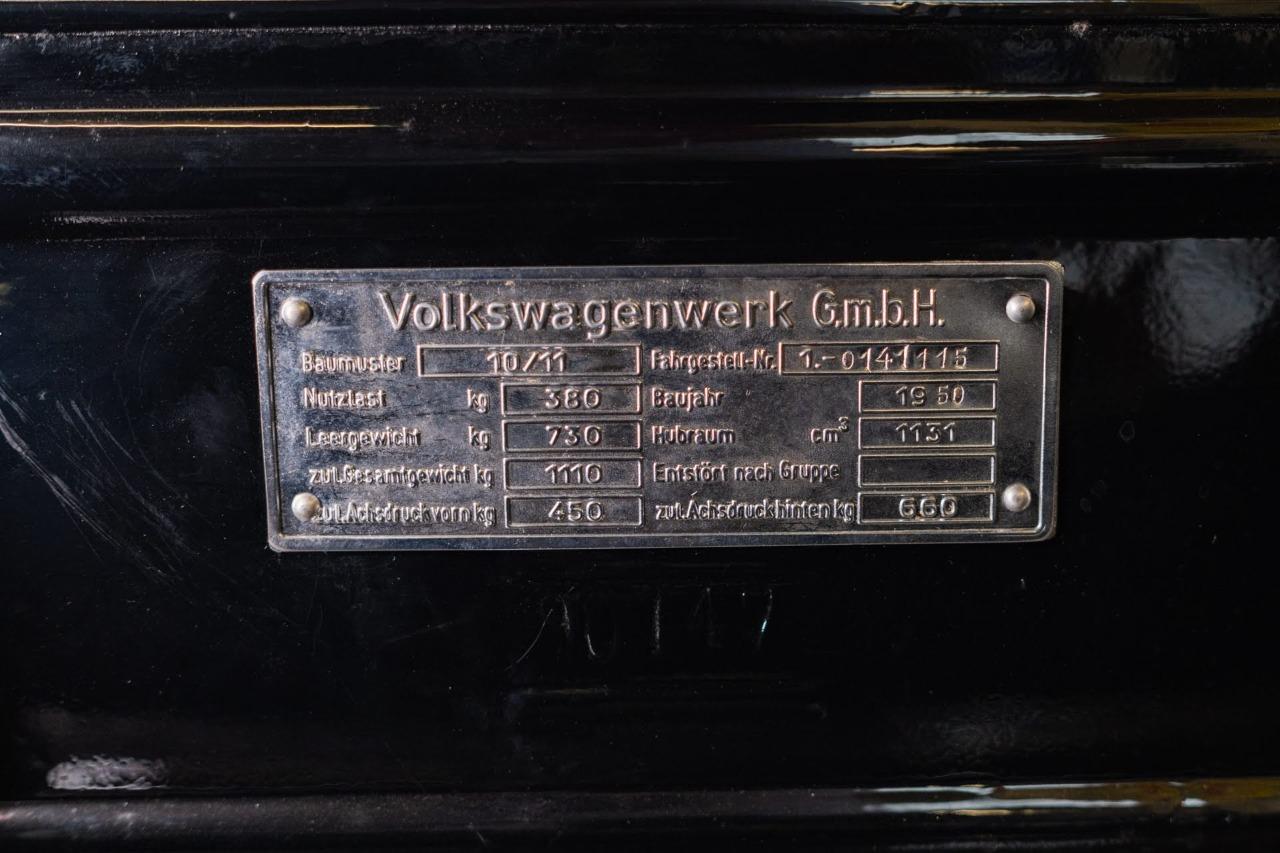 Volkswagenwerk G.m.b.H.
Baumuster 10/11 Fahrgestell-Nr. 1.-0141115
Nutzlast kg 380 Baujahr 1950
Leergewicht kg 730 Hubraum cm³ 1131
zul. Gesamtgewicht kg 1110 Entstört nach Gruppe
zul. Achsdruck vorn kg 450 zul. Achsdruck hinten kg 660